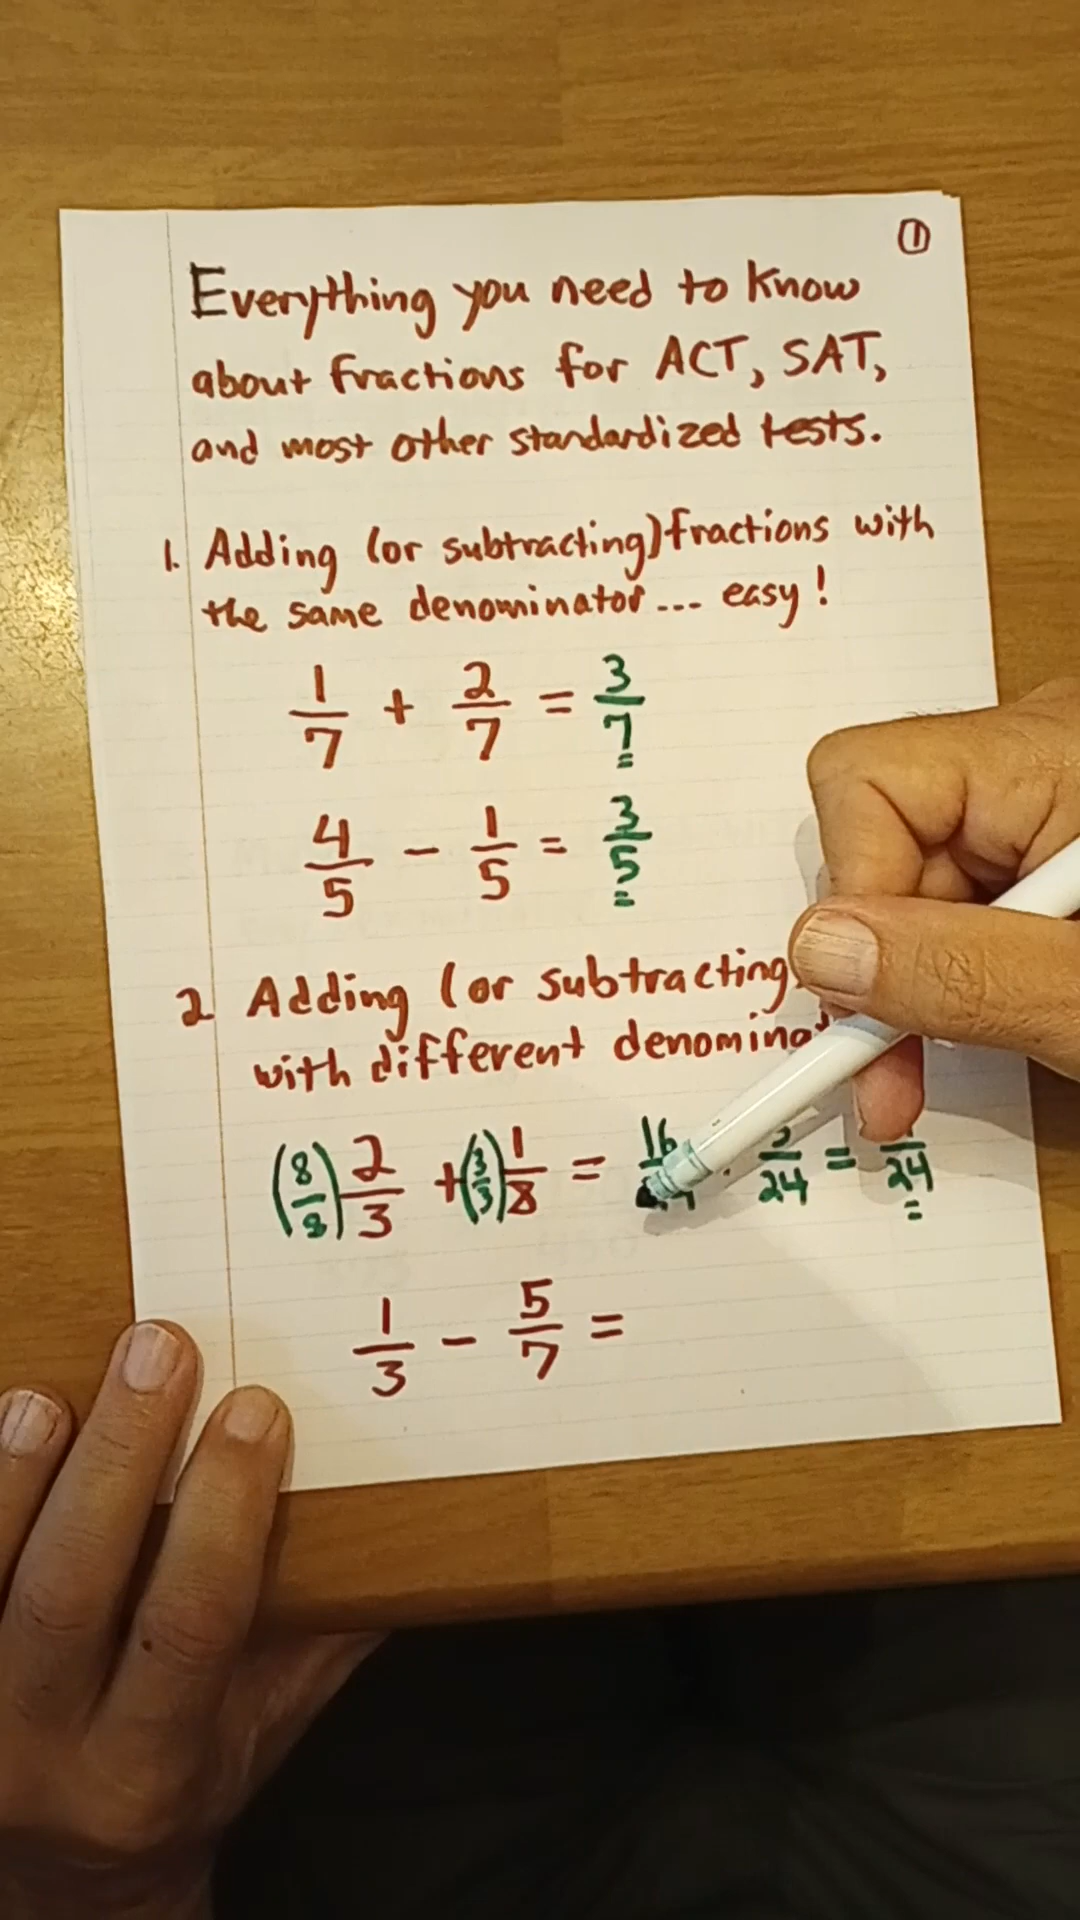 ①
Everything you need to know
about fractions for ACT, SAT,
and most other standardized tests.
1. Adding (or subtracting) fractions with
the same denominator... easy!
1/7 + 2/7 = 3/7
4/5 - 1/5 = 3/5
2. Adding (or subtracting
with different
(8/8) 2/3 + (3/3) 1/8 = 16/ /24 = /24
1/3 - 5/7 =